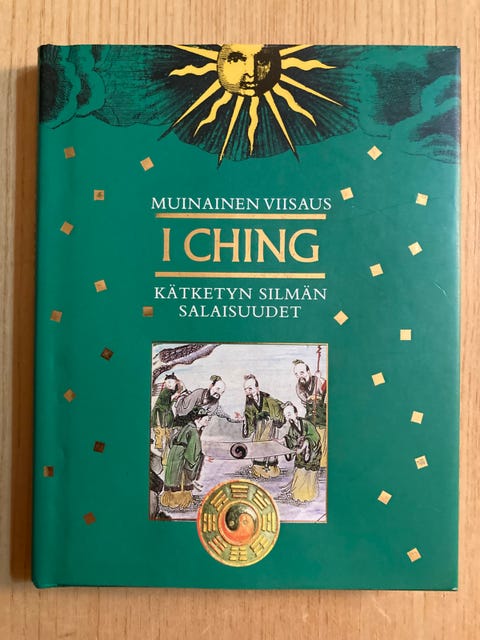 MUINAINEN VIISAUS
I CHING
KÄTKETYN SILMÄN
SALAISUUDET